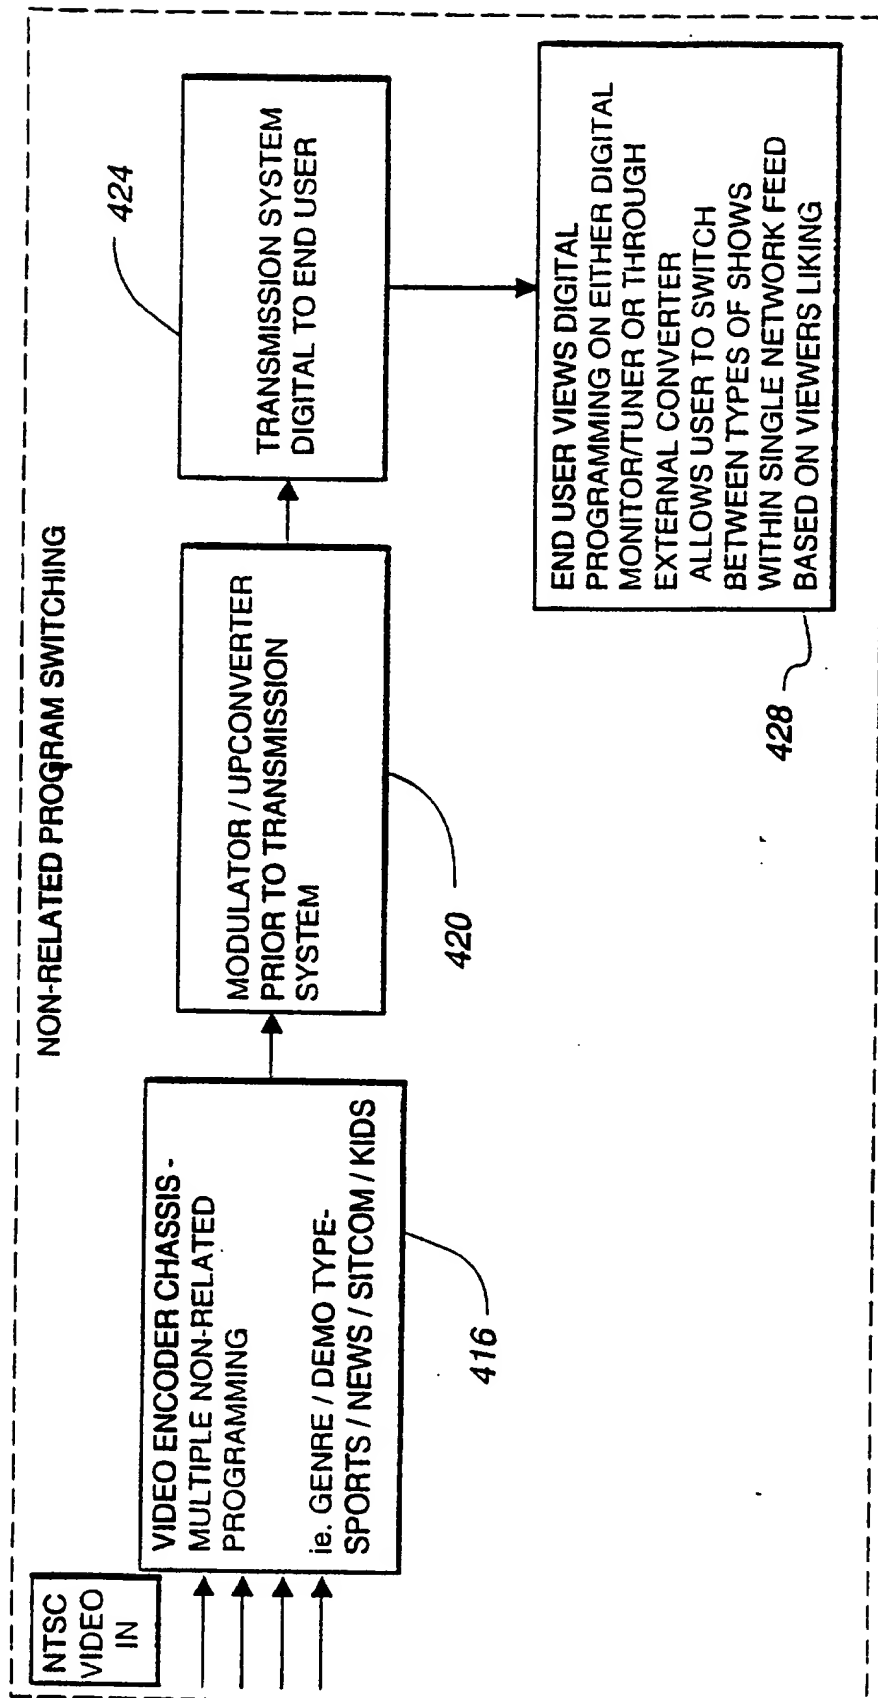 NON-RELATED PROGRAM SWITCHING
NTSC
VIDEO
IN
VIDEO ENCODER CHASSIS -
MULTIPLE NON-RELATED
PROGRAMMING
ie. GENRE / DEMO TYPE-
SPORTS / NEWS / SITCOM / KIDS
416
MODULATOR / UPCONVERTER
PRIOR TO TRANSMISSION
SYSTEM
420
TRANSMISSION SYSTEM
DIGITAL TO END USER
424
END USER VIEWS DIGITAL
PROGRAMMING ON EITHER DIGITAL
MONITOR/TUNER OR THROUGH
EXTERNAL CONVERTER
ALLOWS USER TO SWITCH
BETWEEN TYPES OF SHOWS
WITHIN SINGLE NETWORK FEED
BASED ON VIEWERS LIKING
428